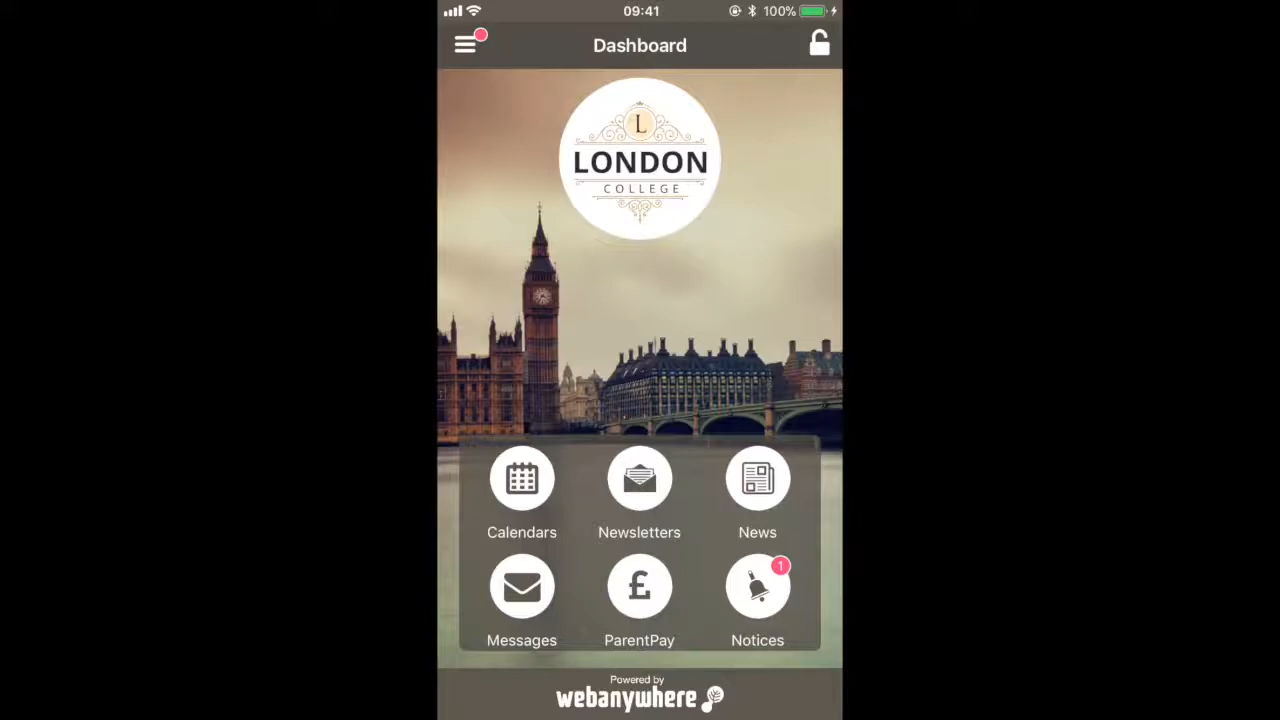 09:41
100%
Dashboard
L
LONDON
COLLEGE
Calendars
Newsletters
News
1
Messages
£
ParentPay
Notices
Powered by
webanywhere